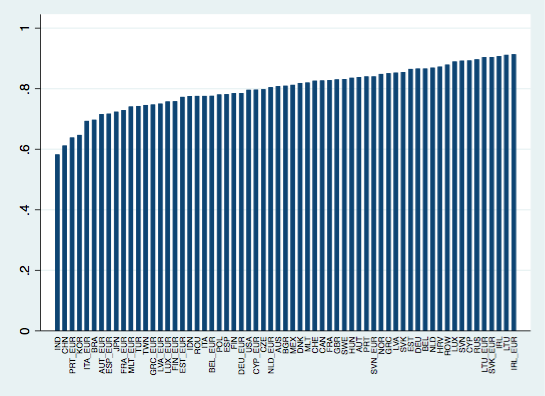 1
.8
.6
.4
.2
0
IND
CHN
PRT_EUR
KOR
ITA_EUR
BRA
AUT_EUR
ESP_EUR
JPN
FRA_EUR
MLT_EUR
TUR
TWN
GRC_EUR
LVA_EUR
LUX_EUR
FIN_EUR
EST_EUR
IDN
ROU
ITA
BEL_EUR
POL
ESP
FIN
DEU_EUR
USA
CYP_EUR
CZE
NLD_EUR
AUS
BGR
MEX
DNK
MLT
CHE
CAN
FRA
GBR
SWE
HUN
AUT
PRT
SVN_EUR
NOR
GRC
LVA
SVK
EST
DEU
BEL
NLD
HRV
ROW
LUX
SVN
CYP
RUS
LTU_EUR
SVK_EUR
IRL
LTU
IRL_EUR